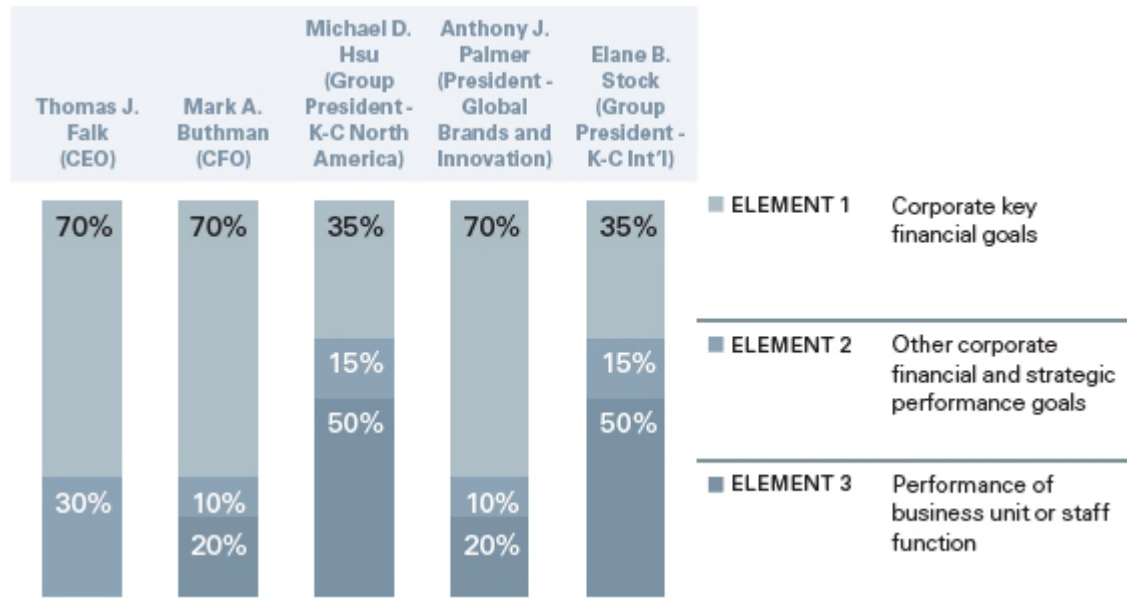 Thomas J.
Falk
(CEO)
Mark A.
Buthman
(CFO)
Michael D.
Hsu
(Group
President -
K-C North
America)
Anthony J.
Palmer
(President -
Global
Brands and
Innovation)
Elane B.
Stock
(Group
President -
K-C Int'l)
70%
70%
35%
70%
35%
15%
15%
50%
50%
30%
10%
10%
20%
20%
ELEMENT 1
Corporate key
financial goals
ELEMENT 2
Other corporate
financial and strategic
performance goals
ELEMENT 3
Performance of
business unit or staff
function